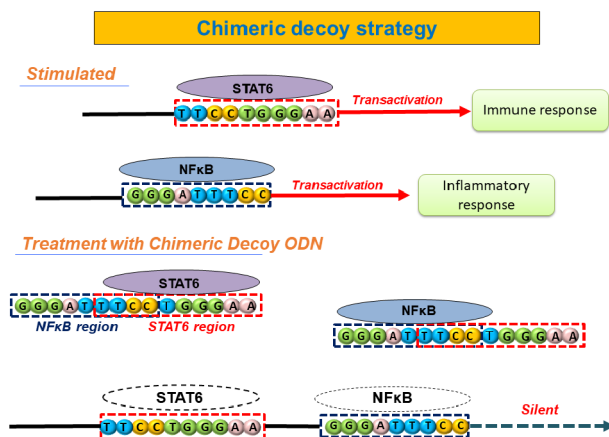 Chimeric decoy strategy
Stimulated
STAT6
TTCCTGGGAA
Transactivation
Immune response
NFκB
GGGATTTCC
Transactivation
Inflammatory
response
Treatment with Chimeric Decoy ODN
STAT6
GGGATTTCCTGGGAA
NFκB region
STAT6 region
NFκB
GGGATTTCCTGGGAA
STAT6
TTCCTGGGAA
NFκB
GGGATTTCC
Silent